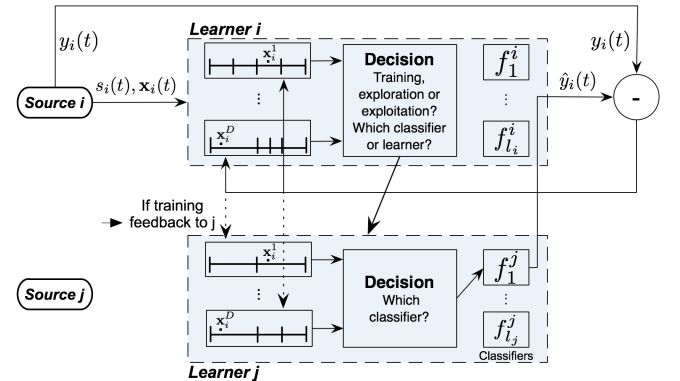 Learner i
y_i(t)
y_i(t)
Source i
s_i(t), x_i(t)
x_i^1
⋮
x_i^D
Decision
Training,
exploration or
exploitation?
Which classifier
or learner?
f_1^i
⋮
f_{l_i}^i
ŷ_i(t)
-
If training
feedback to j
Source j
x_i^1
⋮
x_i^D
Decision
Which
classifier?
f_1^j
⋮
f_{l_j}^j
Classifiers
Learner j